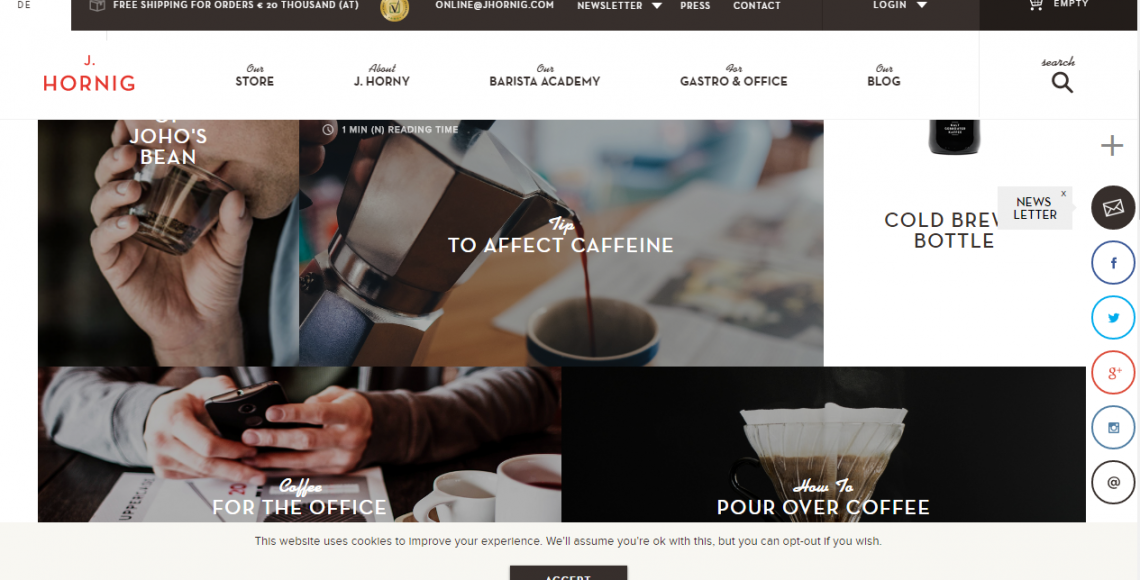 DE
FREE SHIPPING FOR ORDERS € 20 THOUSAND (AT)
ONLINE@JHORNIG.COM
NEWSLETTER
PRESS
CONTACT
LOGIN
EMPTY
J.
HORNIG
Our
STORE
About
J. HORNY
Our
BARISTA ACADEMY
For
GASTRO & OFFICE
Our
BLOG
search
OF
JOHO'S
BEAN
1 MIN (N) READING TIME
Tip
TO AFFECT CAFFEINE
COLD BREW
BOTTLE
NEWS
LETTER
x
f
g+
@
Coffee
FOR THE OFFICE
How To
POUR OVER COFFEE
UPPERCASE
20
This website uses cookies to improve your experience. We'll assume you're ok with this, but you can opt-out if you wish.
ACCEPT